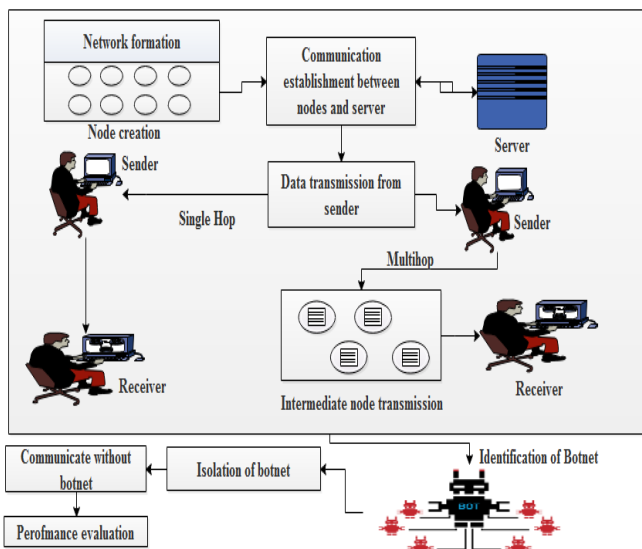 Network formation
Node creation
Communication
establishment between
nodes and server
Server
Sender
Data transmission from
sender
Single Hop
Sender
Multihop
Receiver
Intermediate node transmission
Receiver
Identification of Botnet
Communicate without
botnet
Isolation of botnet
BOT
Perofmance evaluation